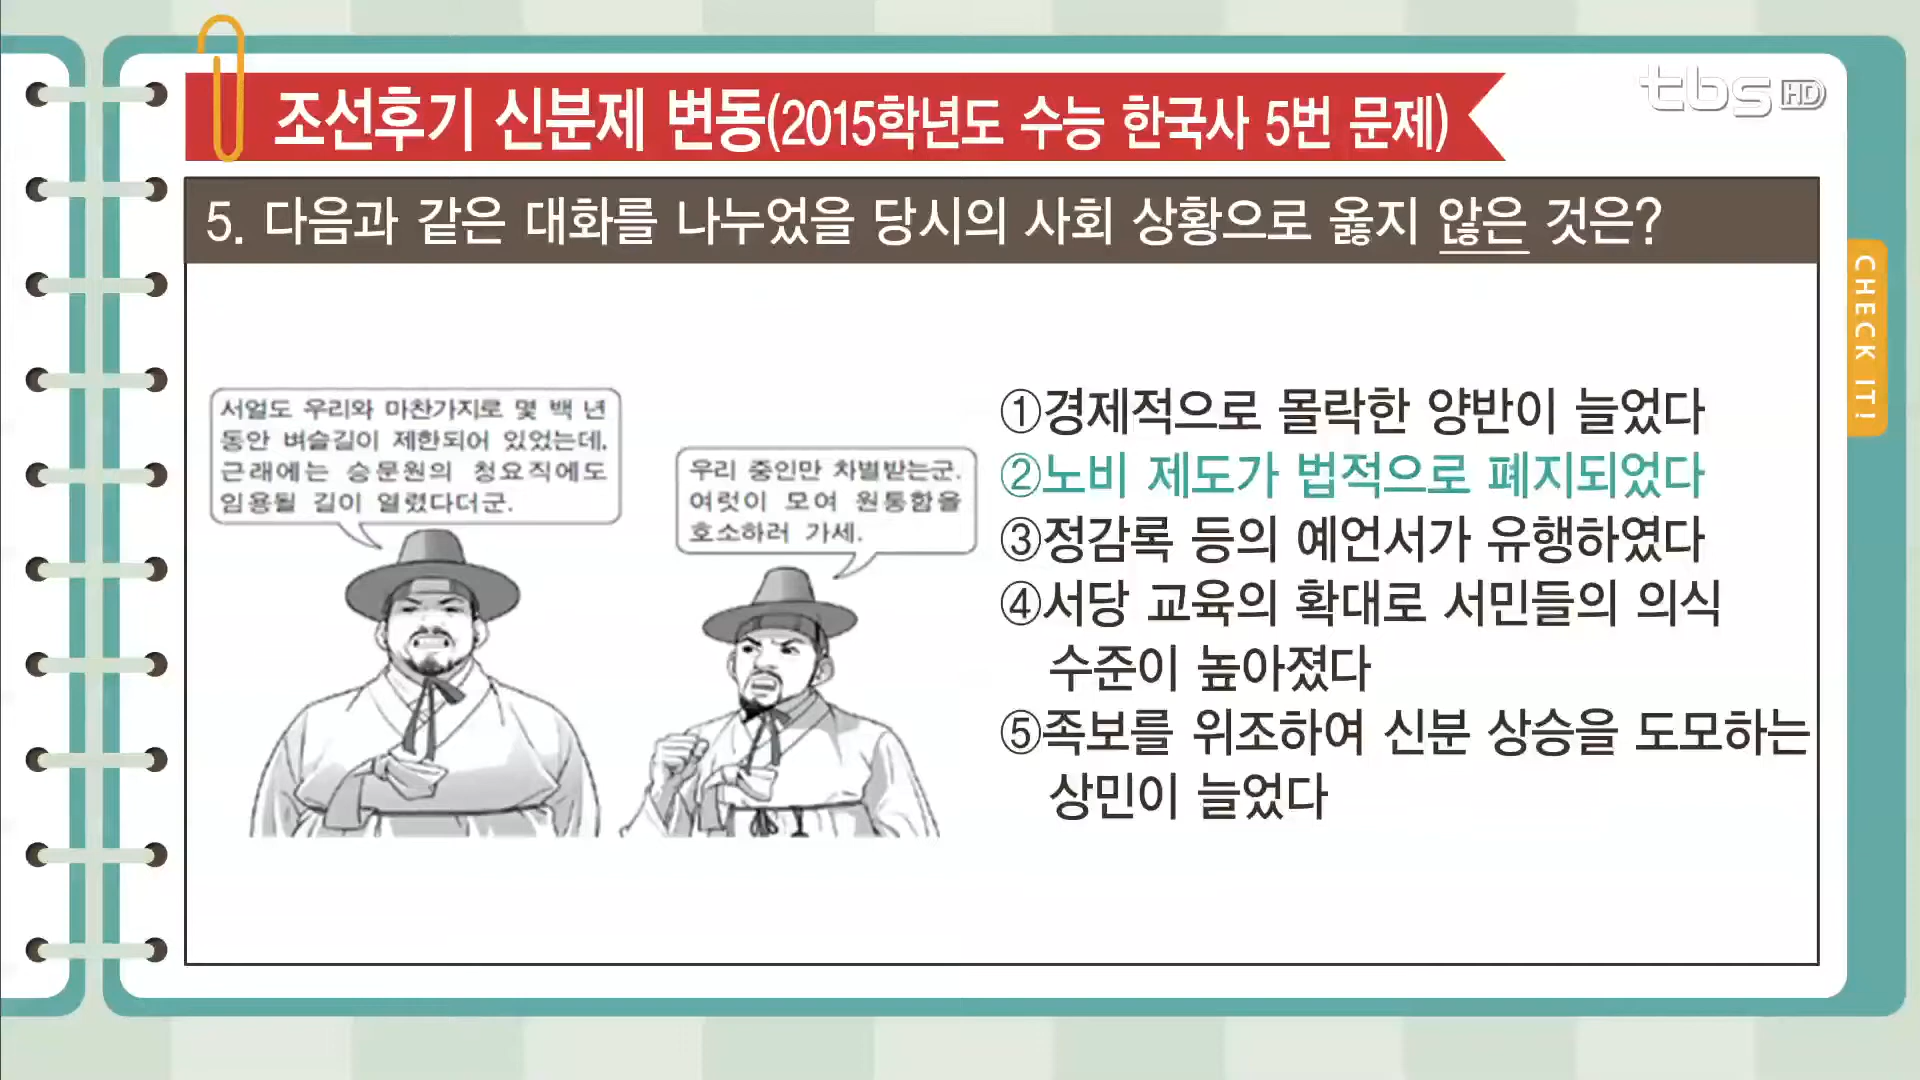 조선후기 신분제 변동(2015학년도 수능 한국사 5번 문제)
tbs HD
5. 다음과 같은 대화를 나누었을 당시의 사회 상황으로 옳지 않은 것은?
CHECK IT!
서얼도 우리와 마찬가지로 몇 백 년
동안 벼슬길이 제한되어 있었는데,
근래에는 승문원의 청요직에도
임용될 길이 열렸다더군.
우리 중인만 차별받는군.
여럿이 모여 원통함을
호소하러 가세.
①경제적으로 몰락한 양반이 늘었다
②노비 제도가 법적으로 폐지되었다
③정감록 등의 예언서가 유행하였다
④서당 교육의 확대로 서민들의 의식
수준이 높아졌다
⑤족보를 위조하여 신분 상승을 도모하는
상민이 늘었다